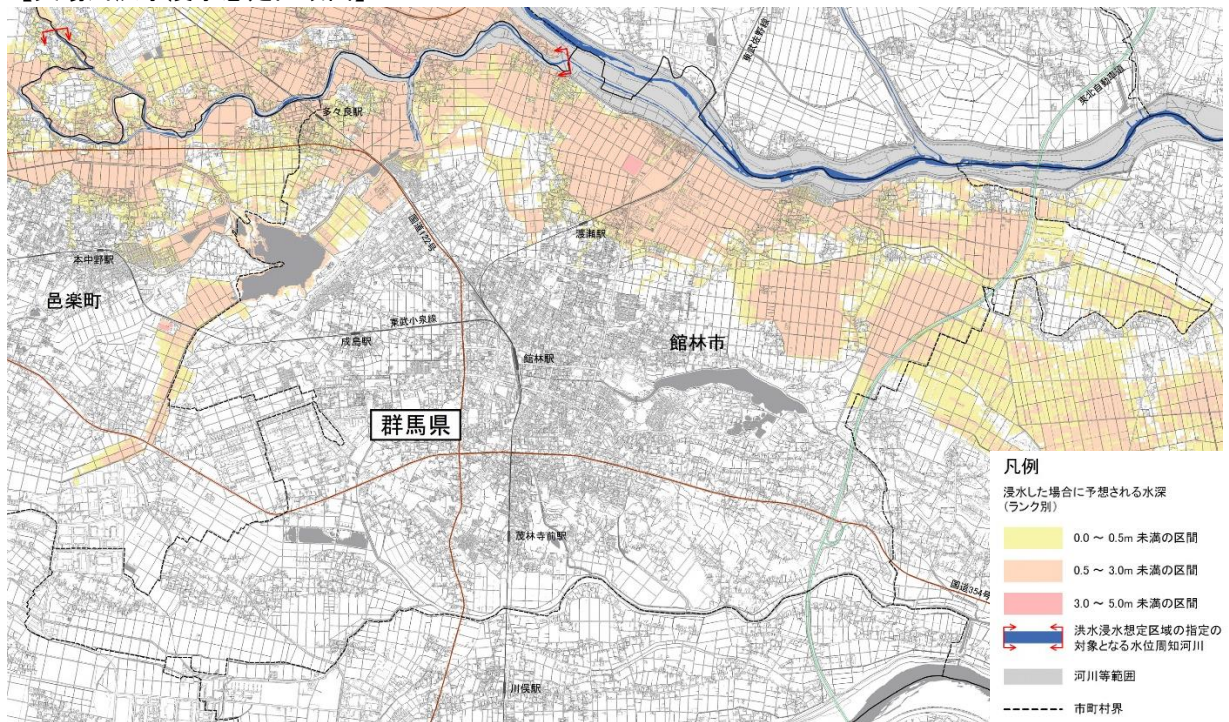 東武佐野線
東北自動車道
多々良駅
国道122号
渡瀬駅
本中野駅
邑楽町
東武小泉線
成島駅
館林駅
館林市
群馬県
茂林寺前駅
国道354号
川俣駅
凡例
浸水した場合に予想される水深
(ランク別)
0.0 ～ 0.5m 未満の区間
0.5 ～ 3.0m 未満の区間
3.0 ～ 5.0m 未満の区間
洪水浸水想定区域の指定の
対象となる水位周知河川
河川等範囲
市町村界